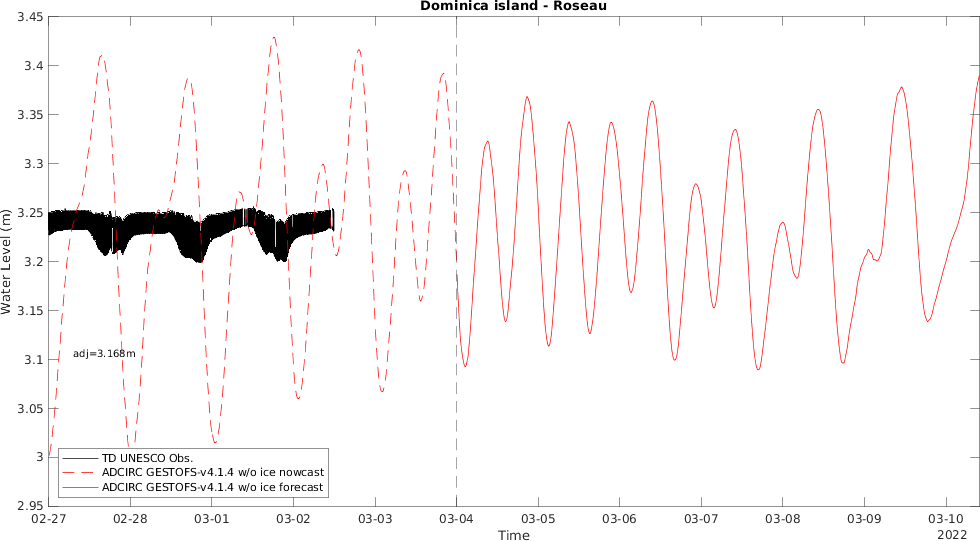 Dominica island - Roseau
3.45
3.4
3.35
3.3
3.25
3.2
3.15
3.1
3.05
3
2.95
Water Level (m)
adj=3.168m
TD UNESCO Obs.
ADCIRC GESTOFS-v4.1.4 w/o ice nowcast
ADCIRC GESTOFS-v4.1.4 w/o ice forecast
02-27 02-28 03-01 03-02 03-03 03-04 03-05 03-06 03-07 03-08 03-09 03-10
Time
2022